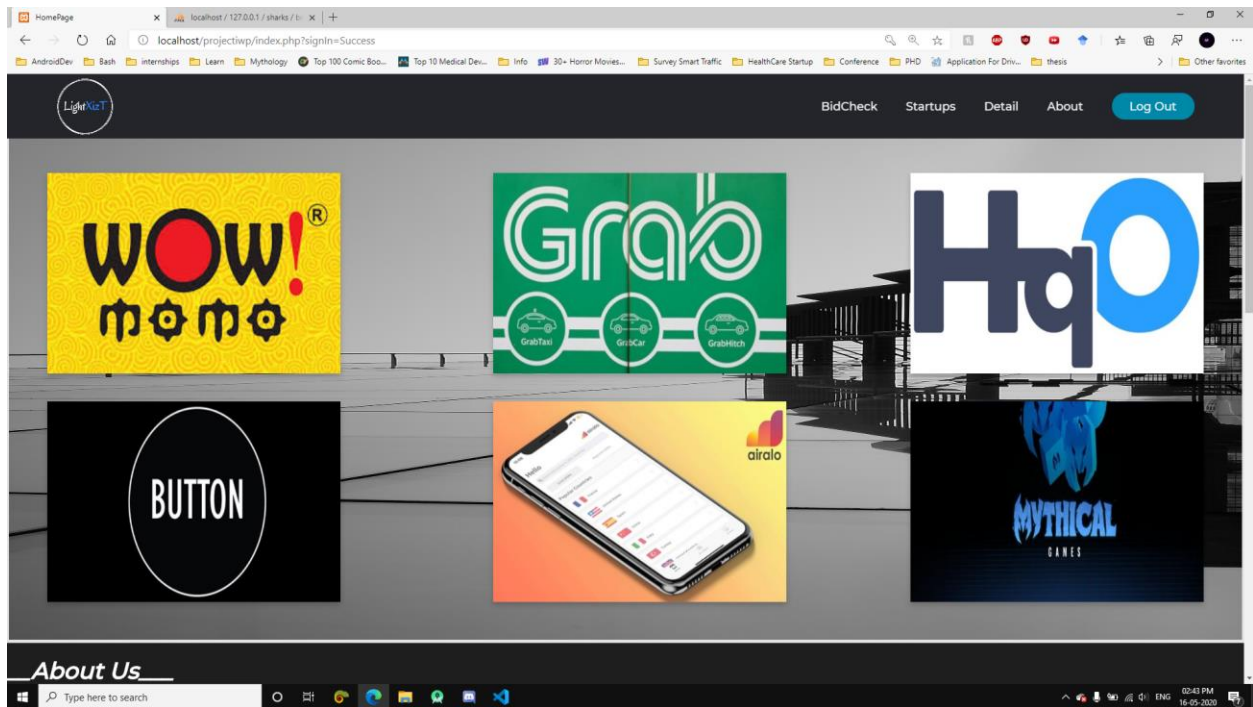 HomePage
localhost / 127.0.0.1 / sharks / b
localhost/projectiwp/index.php?signIn=Success
AndroidDev Bash internships Learn Mythology Top 100 Comic Boo... Top 10 Medical Dev... Info 30+ Horror Movies... Survey Smart Traffic HealthCare Startup Conference PHD Application For Driv... thesis Other favorites
LightXizT BidCheck Startups Detail About Log Out
WOW! ® momo
Grab
GrabTaxi GrabCar GrabHitch
HqO
BUTTON
airalo
Hello
MYTHICAL
GAMES
__About Us__
Type here to search
ENG 02:43 PM
16-05-2020